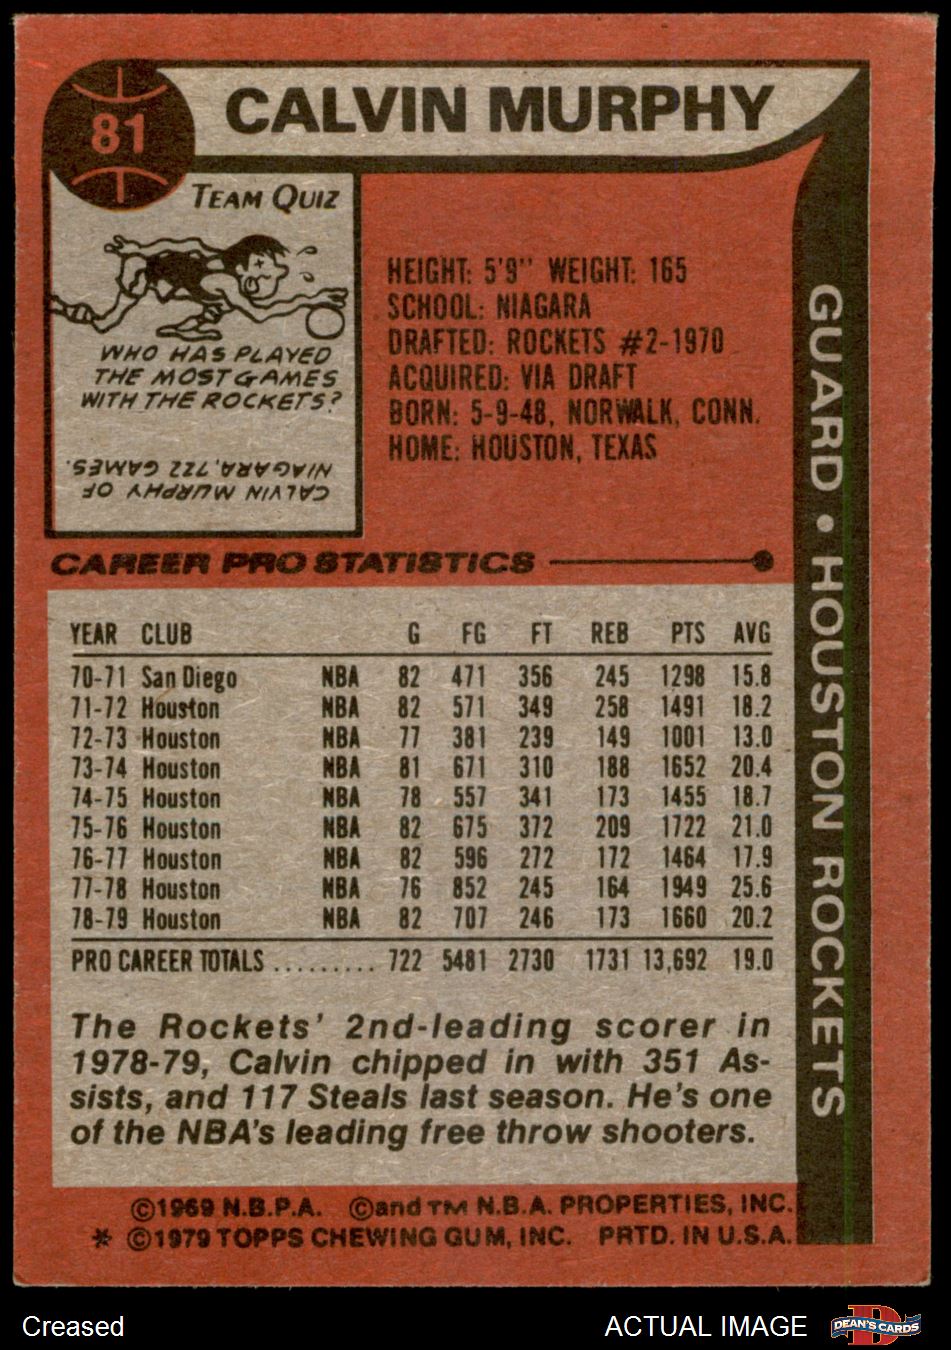 81
CALVIN MURPHY
TEAM QUIZ
WHO HAS PLAYED
THE MOST GAMES
WITH THE ROCKETS?
CALVIN MURPHY OF
NIAGARA, 722 GAMES.
HEIGHT: 5'9" WEIGHT: 165
SCHOOL: NIAGARA
DRAFTED: ROCKETS #2-1970
ACQUIRED: VIA DRAFT
BORN: 5-9-48, NORWALK, CONN.
HOME: HOUSTON, TEXAS
GUARD • HOUSTON ROCKETS
CAREER PRO STATISTICS
YEAR CLUB G FG FT REB PTS AVG
70-71 San Diego NBA 82 471 356 245 1298 15.8
71-72 Houston NBA 82 571 349 258 1491 18.2
72-73 Houston NBA 77 381 239 149 1001 13.0
73-74 Houston NBA 81 671 310 188 1652 20.4
74-75 Houston NBA 78 557 341 173 1455 18.7
75-76 Houston NBA 82 675 372 209 1722 21.0
76-77 Houston NBA 82 596 272 172 1464 17.9
77-78 Houston NBA 76 852 245 164 1949 25.6
78-79 Houston NBA 82 707 246 173 1660 20.2
PRO CAREER TOTALS ......... 722 5481 2730 1731 13,692 19.0
The Rockets' 2nd-leading scorer in
1978-79, Calvin chipped in with 351 As-
sists, and 117 Steals last season. He's one
of the NBA's leading free throw shooters.
©1969 N.B.P.A. ©and TM N.B.A. PROPERTIES, INC.
* ©1979 TOPPS CHEWING GUM, INC. PRTD. IN U.S.A.
Creased
ACTUAL IMAGE
D
DEAN'S CARDS